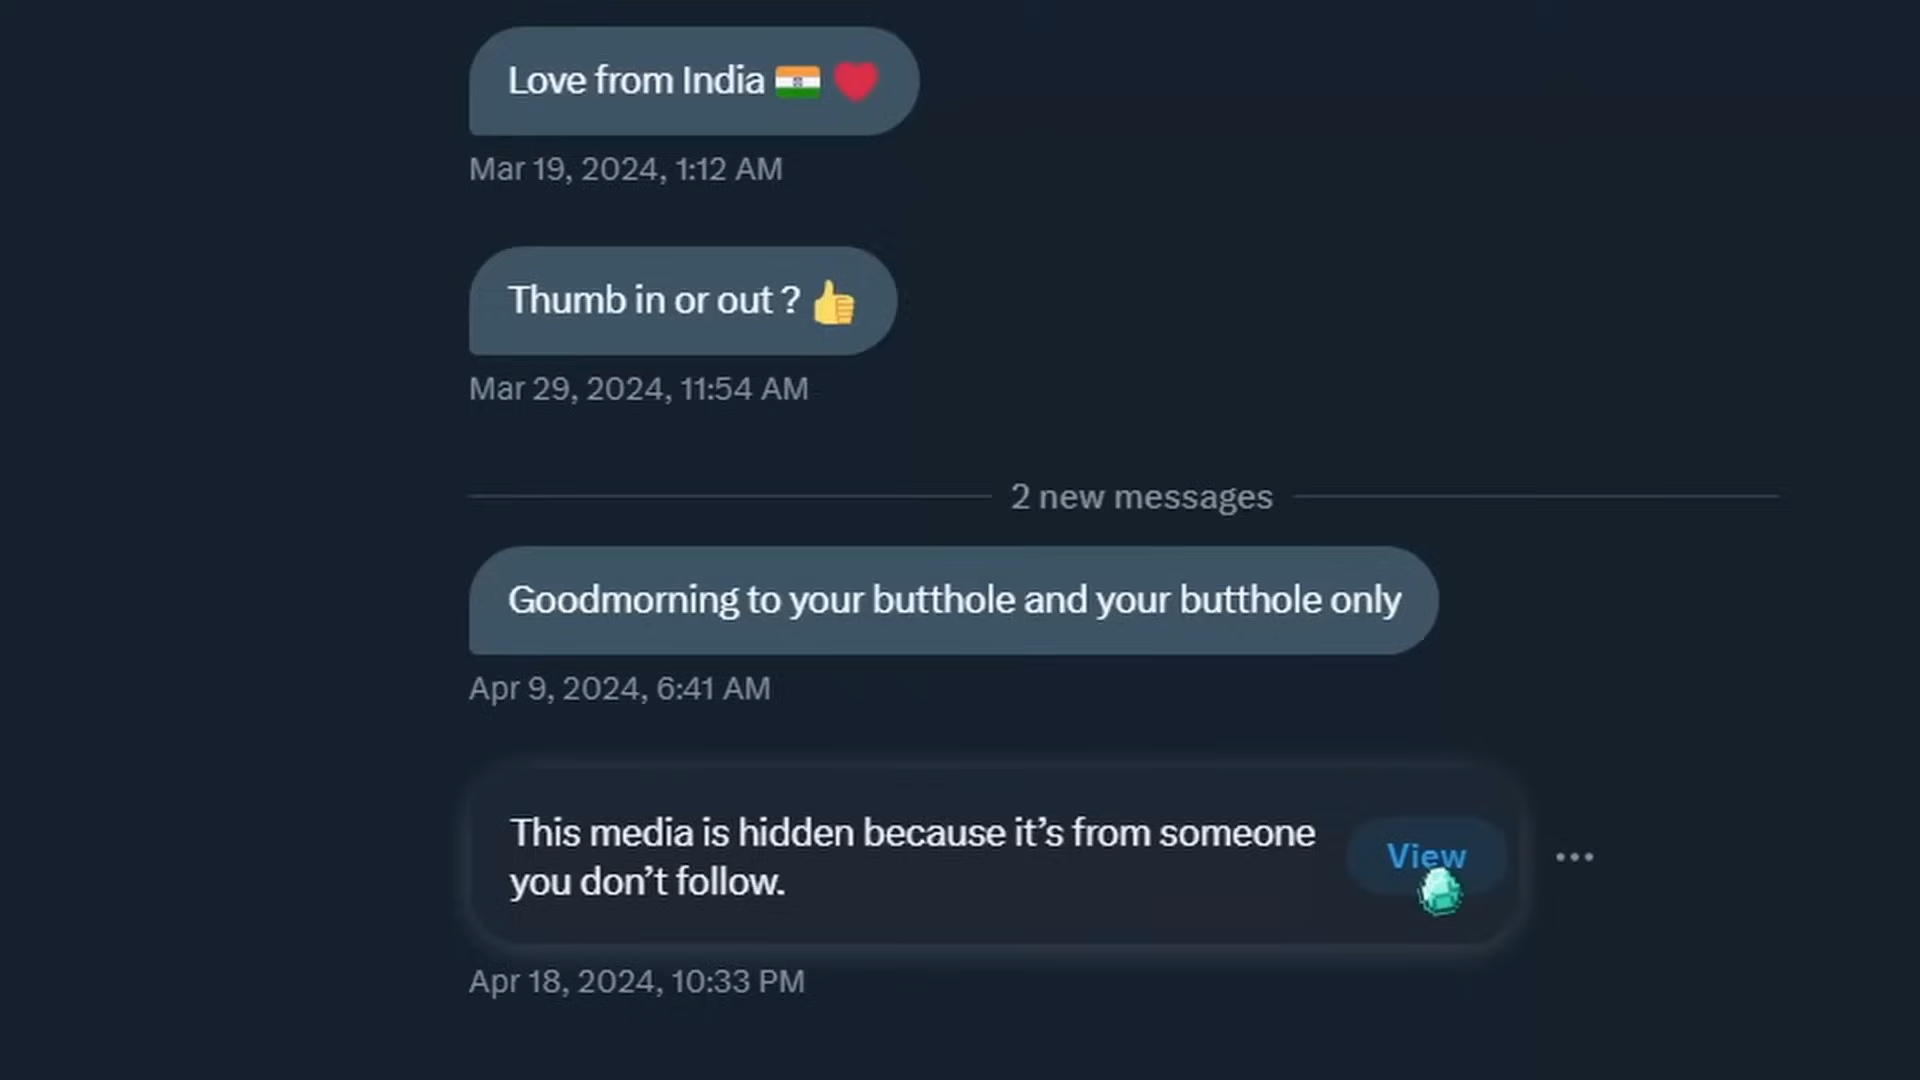 Love from India 🇮🇳 ❤️
Mar 19, 2024, 1:12 AM
Thumb in or out ? 👍
Mar 29, 2024, 11:54 AM
2 new messages
Goodmorning to your butthole and your butthole only
Apr 9, 2024, 6:41 AM
This media is hidden because it’s from someone
you don’t follow.
View
Apr 18, 2024, 10:33 PM